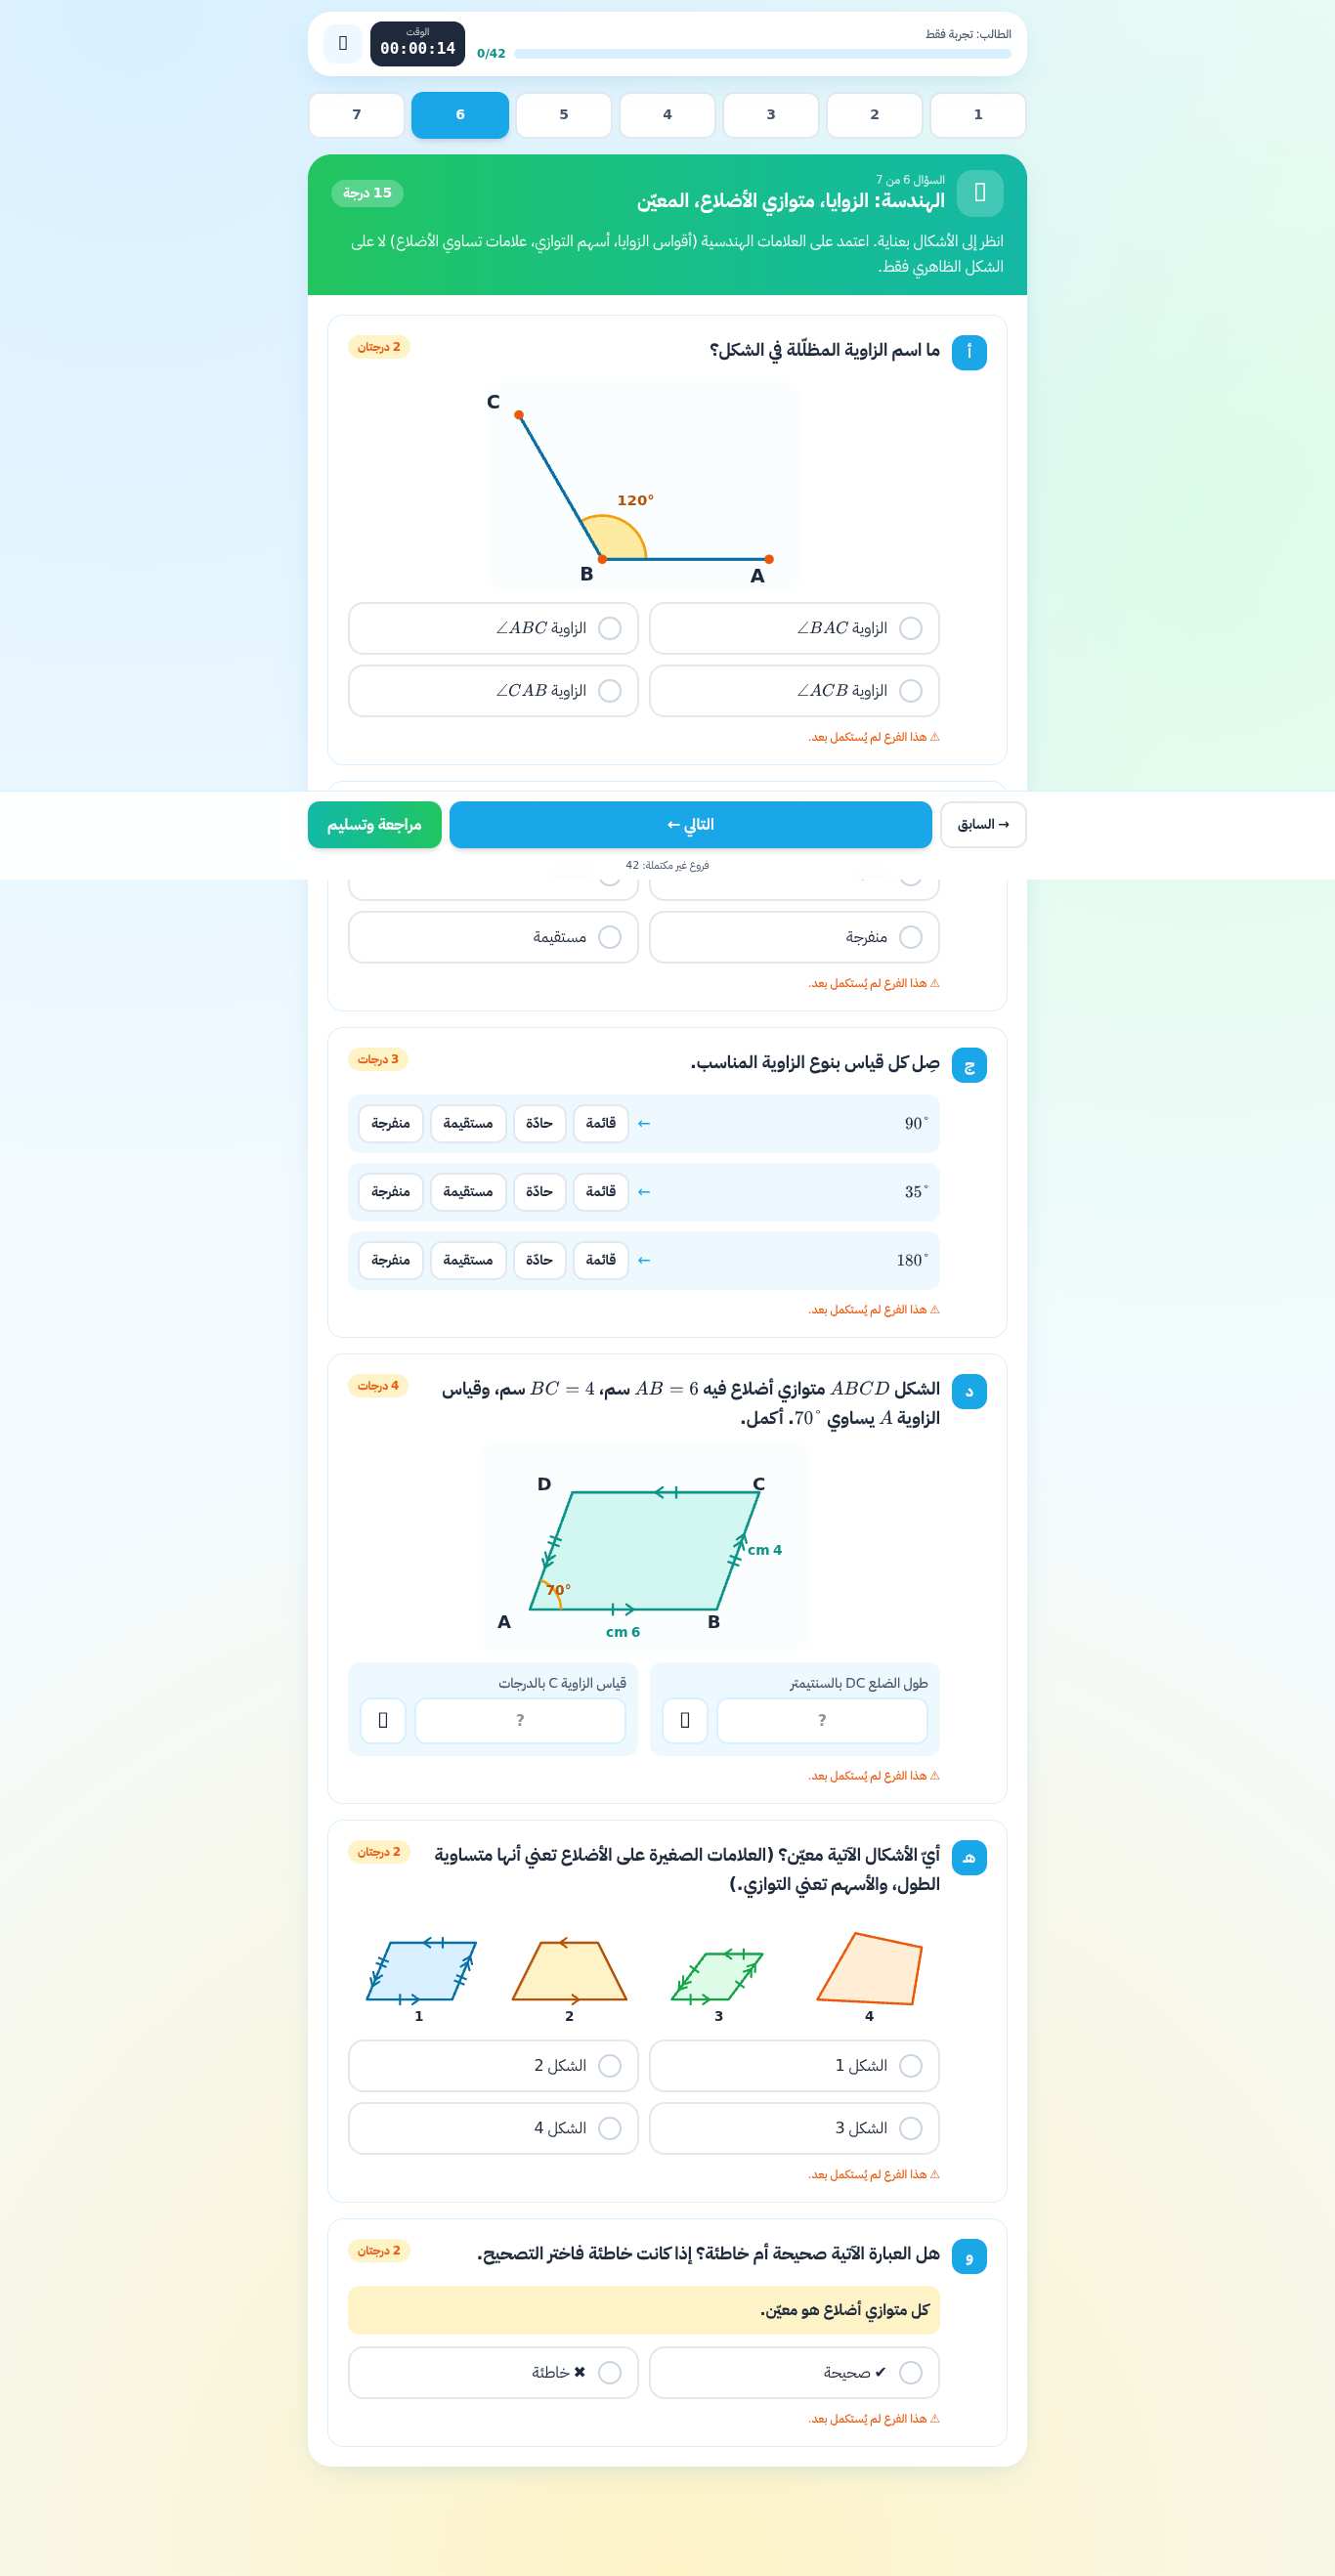 الطالب: تجربة فقط
0/42
الوقت
00:00:14
1 2 3 4 5 6 7
السؤال 6 من 7
الهندسة: الزوايا، متوازي الأضلاع، المعيّن
15 درجة
انظر إلى الأشكال بعناية. اعتمد على العلامات الهندسية (أقواس الزوايا، أسهم التوازي، علامات تساوي الأضلاع) لا على
الشكل الظاهري فقط.
أ
ما اسم الزاوية المظلّلة في الشكل؟
2 درجتان
C
120°
B
A
الزاوية ∠BAC
الزاوية ∠ABC
الزاوية ∠ACB
الزاوية ∠CAB
⚠ هذا الفرع لم يُستكمل بعد.
→ السابق
التالي ←
مراجعة وتسليم
فروع غير مكتملة: 42
منفرجة
مستقيمة
⚠ هذا الفرع لم يُستكمل بعد.
ج
صِل كل قياس بنوع الزاوية المناسب.
3 درجات
90° ← قائمة حادّة مستقيمة منفرجة
35° ← قائمة حادّة مستقيمة منفرجة
180° ← قائمة حادّة مستقيمة منفرجة
⚠ هذا الفرع لم يُستكمل بعد.
د
الشكل ABCD متوازي أضلاع فيه AB = 6 سم، BC = 4 سم، وقياس
الزاوية A يساوي 70°. أكمل.
4 درجات
D
C
cm 4
70°
A
B
cm 6
طول الضلع DC بالسنتيمتر
?
قياس الزاوية C بالدرجات
?
⚠ هذا الفرع لم يُستكمل بعد.
هـ
أيّ الأشكال الآتية معيّن؟ (العلامات الصغيرة على الأضلاع تعني أنها متساوية
الطول، والأسهم تعني التوازي.)
2 درجتان
1 2 3 4
الشكل 1
الشكل 2
الشكل 3
الشكل 4
⚠ هذا الفرع لم يُستكمل بعد.
و
هل العبارة الآتية صحيحة أم خاطئة؟ إذا كانت خاطئة فاختر التصحيح.
2 درجتان
كل متوازي أضلاع هو معيّن.
✔ صحيحة
✖ خاطئة
⚠ هذا الفرع لم يُستكمل بعد.